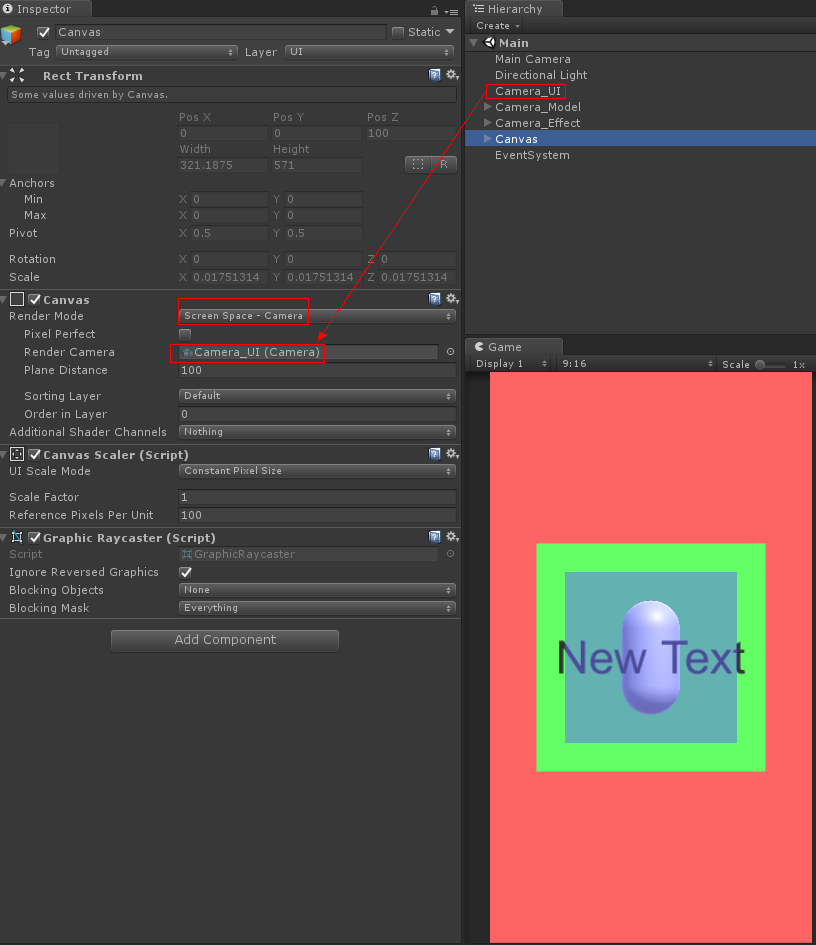 Inspector
Canvas Static
Tag Untagged Layer UI
Rect Transform
Some values driven by Canvas.
Pos X Pos Y Pos Z
0 0 100
Width Height
321.1875 571
R
Anchors
Min X 0 Y 0
Max X 0 Y 0
Pivot X 0.5 Y 0.5
Rotation X 0 Y 0 Z 0
Scale X 0.01751314 Y 0.01751314 Z 0.01751314
Canvas
Render Mode Screen Space - Camera
Pixel Perfect
Render Camera Camera_UI (Camera)
Plane Distance 100
Sorting Layer Default
Order in Layer 0
Additional Shader Channels Nothing
Canvas Scaler (Script)
UI Scale Mode Constant Pixel Size
Scale Factor 1
Reference Pixels Per Unit 100
Graphic Raycaster (Script)
Script GraphicRaycaster
Ignore Reversed Graphics
Blocking Objects None
Blocking Mask Everything
Add Component
Hierarchy
Create
Main
Main Camera
Directional Light
Camera_UI
Camera_Model
Camera_Effect
Canvas
EventSystem
Game
Display 1 9:16 Scale 1x
New Text